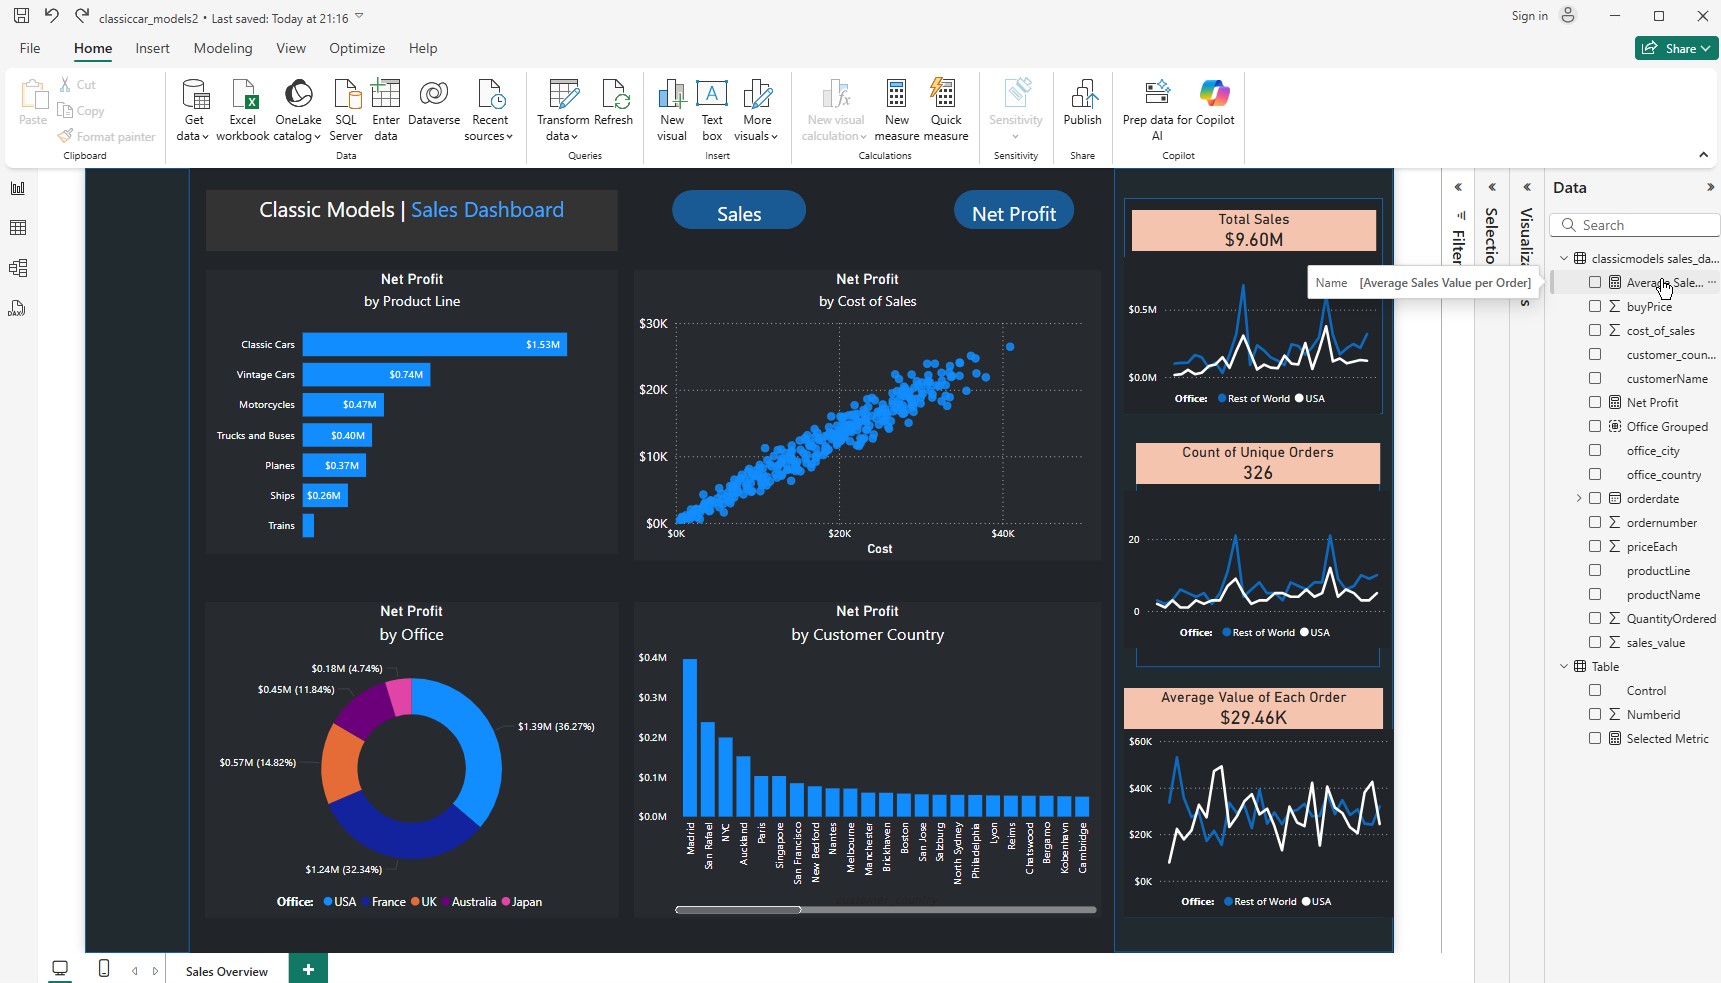 classiccar_models2 • Last saved: Today at 21:16
Sign in
File
Home
Insert
Modeling
View
Optimize
Help
Share
Paste
Cut
Copy
Format painter
Clipboard
Get data
Excel workbook
OneLake catalog
SQL Server
Enter data
Dataverse
Recent sources
Data
Transform data
Refresh
Queries
New visual
Text box
More visuals
Insert
New visual calculation
New measure
Quick measure
Calculations
Sensitivity
Sensitivity
Publish
Share
Prep data for AI
Copilot
Copilot
Classic Models | Sales Dashboard
Sales
Net Profit
Net Profit
by Product Line
Classic Cars
$1.53M
Vintage Cars
$0.74M
Motorcycles
$0.47M
Trucks and Buses
$0.40M
Planes
$0.37M
Ships
$0.26M
Trains
Net Profit
by Cost of Sales
$30K
$20K
$10K
$0K
$0K
$20K
$40K
Cost
Net Profit
by Office
$0.18M (4.74%)
$0.45M (11.84%)
$1.39M (36.27%)
$0.57M (14.82%)
$1.24M (32.34%)
Office:
USA
France
UK
Australia
Japan
Net Profit
by Customer Country
$0.4M
$0.3M
$0.2M
$0.1M
$0.0M
Madrid
San Rafael
NYC
Auckland
Paris
Singapore
San Francisco
New Bedford
Nantes
Melbourne
Manchester
Brickhaven
Boston
San Jose
Salzburg
North Sydney
Philadelphia
Lyon
Reims
Chatswood
Bergamo
Kobenhavn
Cambridge
Total Sales
$9.60M
$0.5M
$0.0M
Office:
Rest of World
USA
Count of Unique Orders
326
20
0
Office:
Rest of World
USA
Average Value of Each Order
$29.46K
$60K
$40K
$20K
$0K
Office:
Rest of World
USA
Name [Average Sales Value per Order]
Filter
Selectio
Visualiza
s
Data
Search
classicmodels sales_da...
Average Sale...
buyPrice
cost_of_sales
customer_coun...
customerName
Net Profit
Office Grouped
office_city
office_country
orderdate
ordernumber
priceEach
productLine
productName
QuantityOrdered
sales_value
Table
Control
Numberid
Selected Metric
Sales Overview